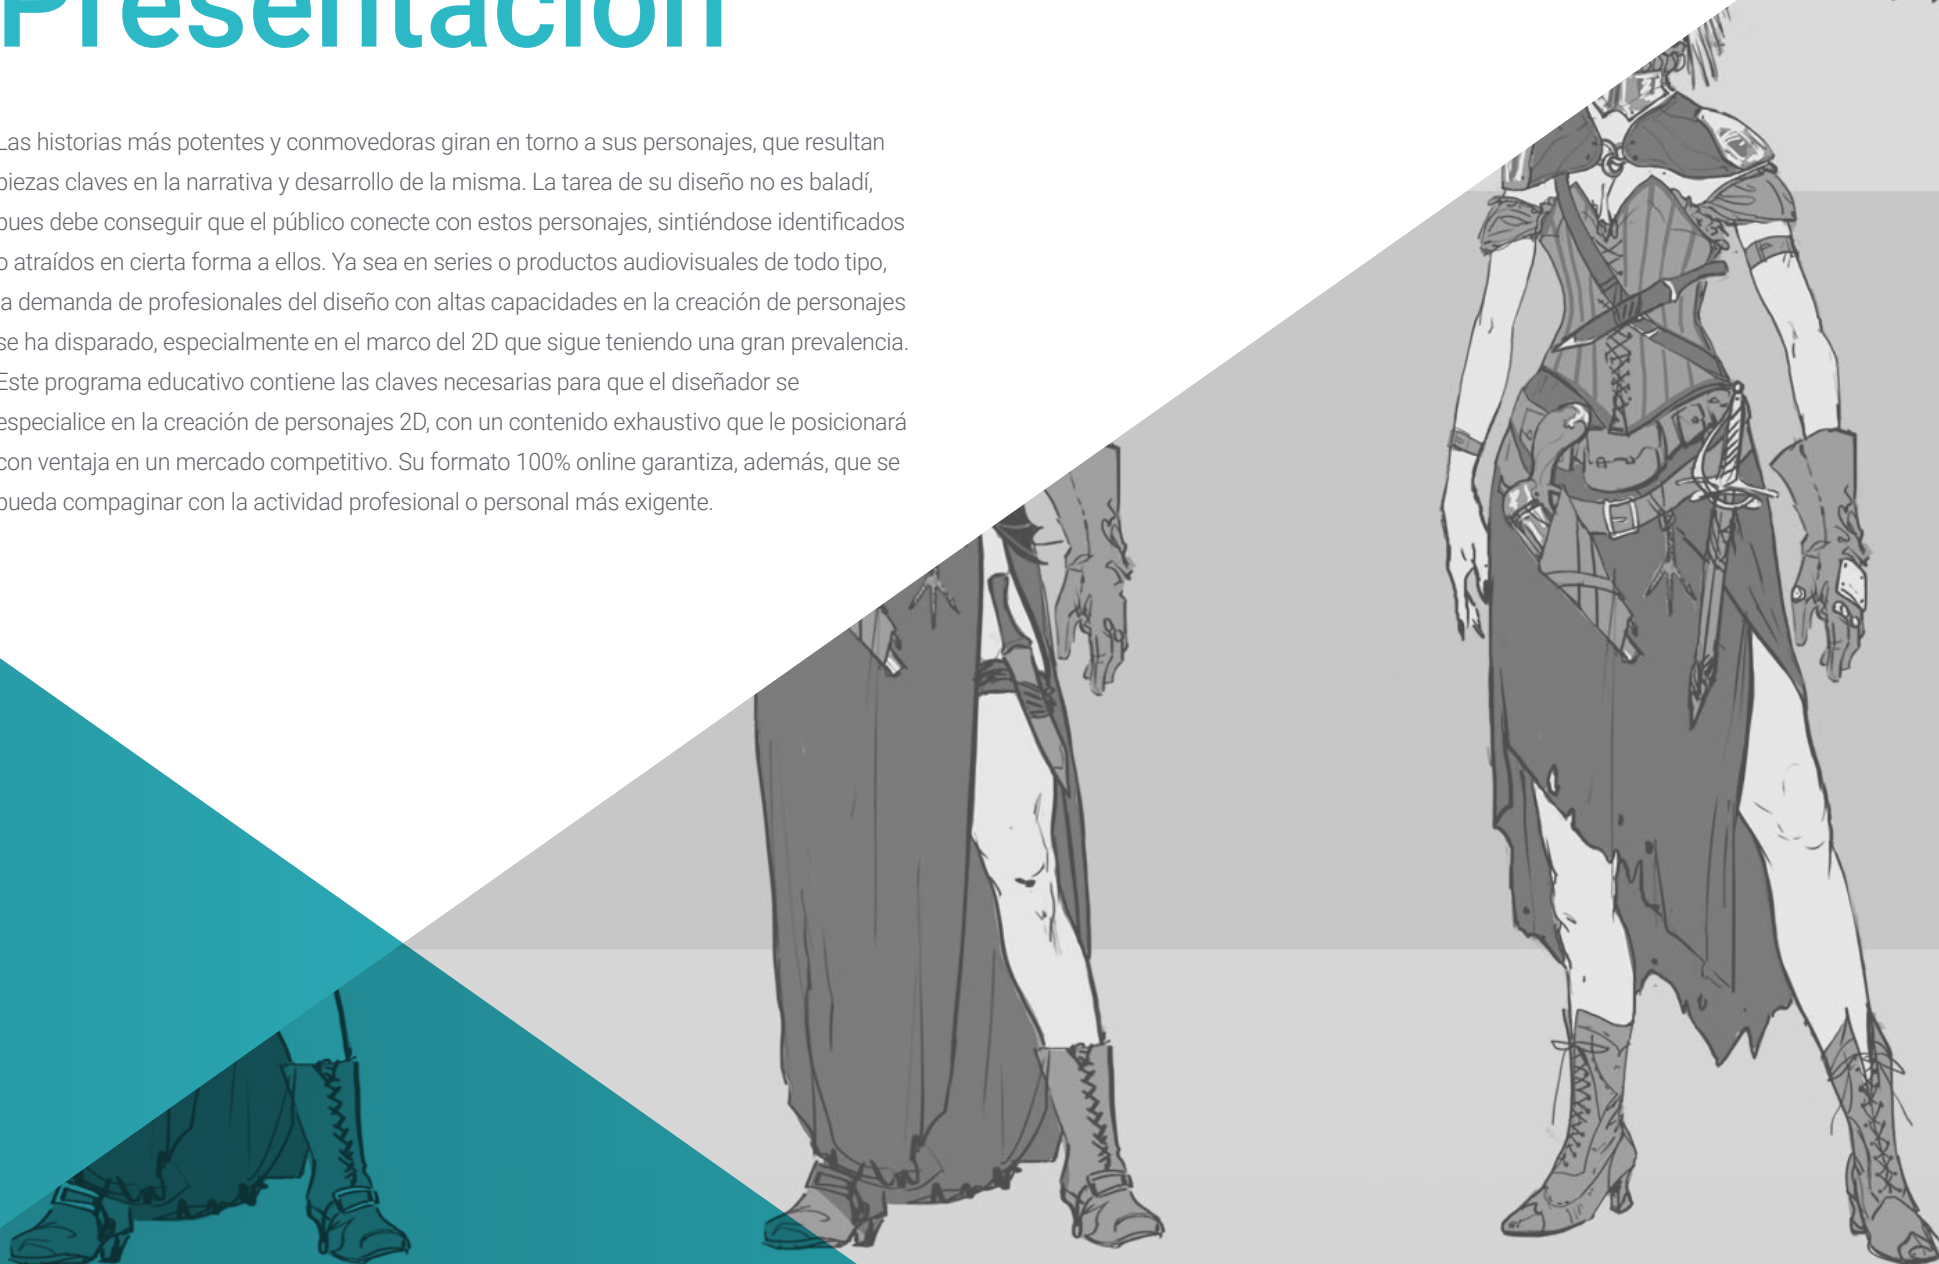 Presentación
Las historias más potentes y conmovedoras giran en torno a sus personajes, que resultan
piezas claves en la narrativa y desarrollo de la misma. La tarea de su diseño no es baladí,
pues debe conseguir que el público conecte con estos personajes, sintiéndose identificados
o atraídos en cierta forma a ellos. Ya sea en series o productos audiovisuales de todo tipo,
la demanda de profesionales del diseño con altas capacidades en la creación de personajes
se ha disparado, especialmente en el marco del 2D que sigue teniendo una gran prevalencia.
Este programa educativo contiene las claves necesarias para que el diseñador se
especialice en la creación de personajes 2D, con un contenido exhaustivo que le posicionará
con ventaja en un mercado competitivo. Su formato 100% online garantiza, además, que se
pueda compaginar con la actividad profesional o personal más exigente.